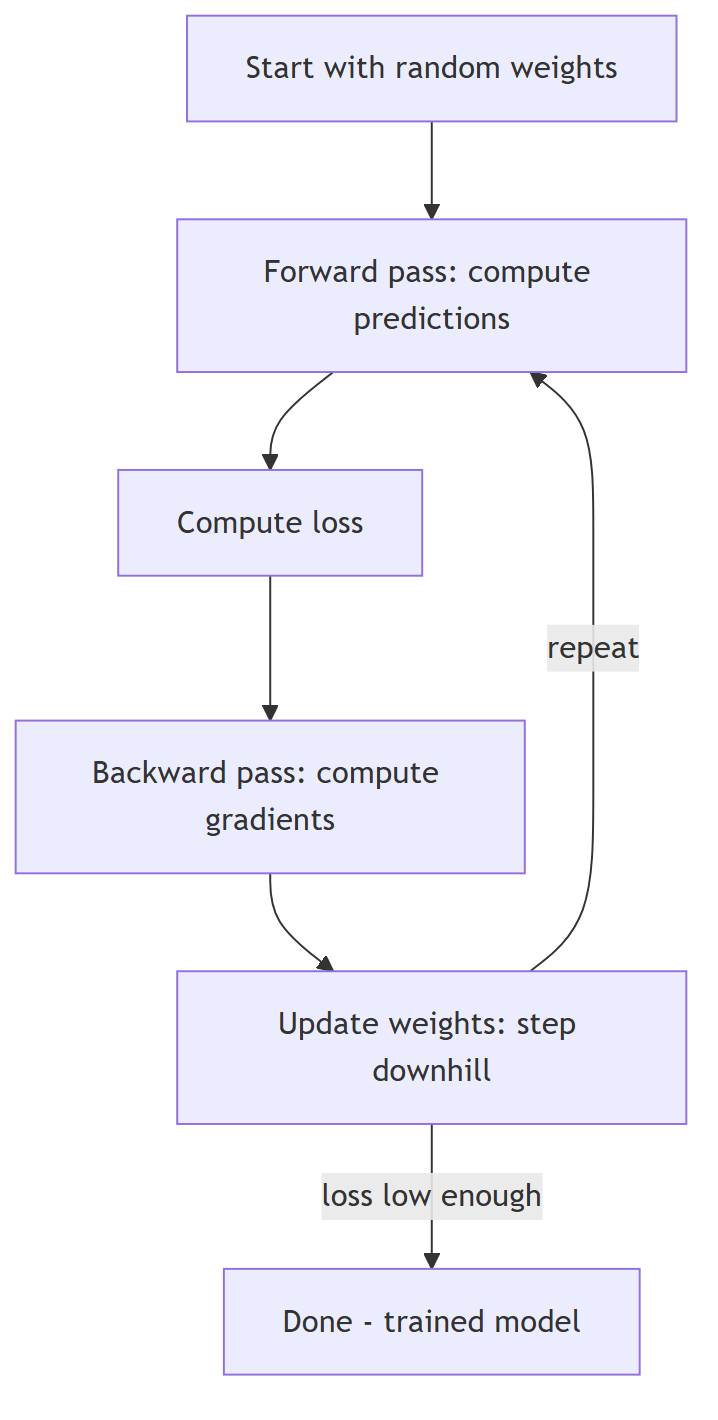 Start with random weights
Forward pass: compute
predictions
Compute loss
repeat
Backward pass: compute
gradients
Update weights: step
downhill
loss low enough
Done - trained model